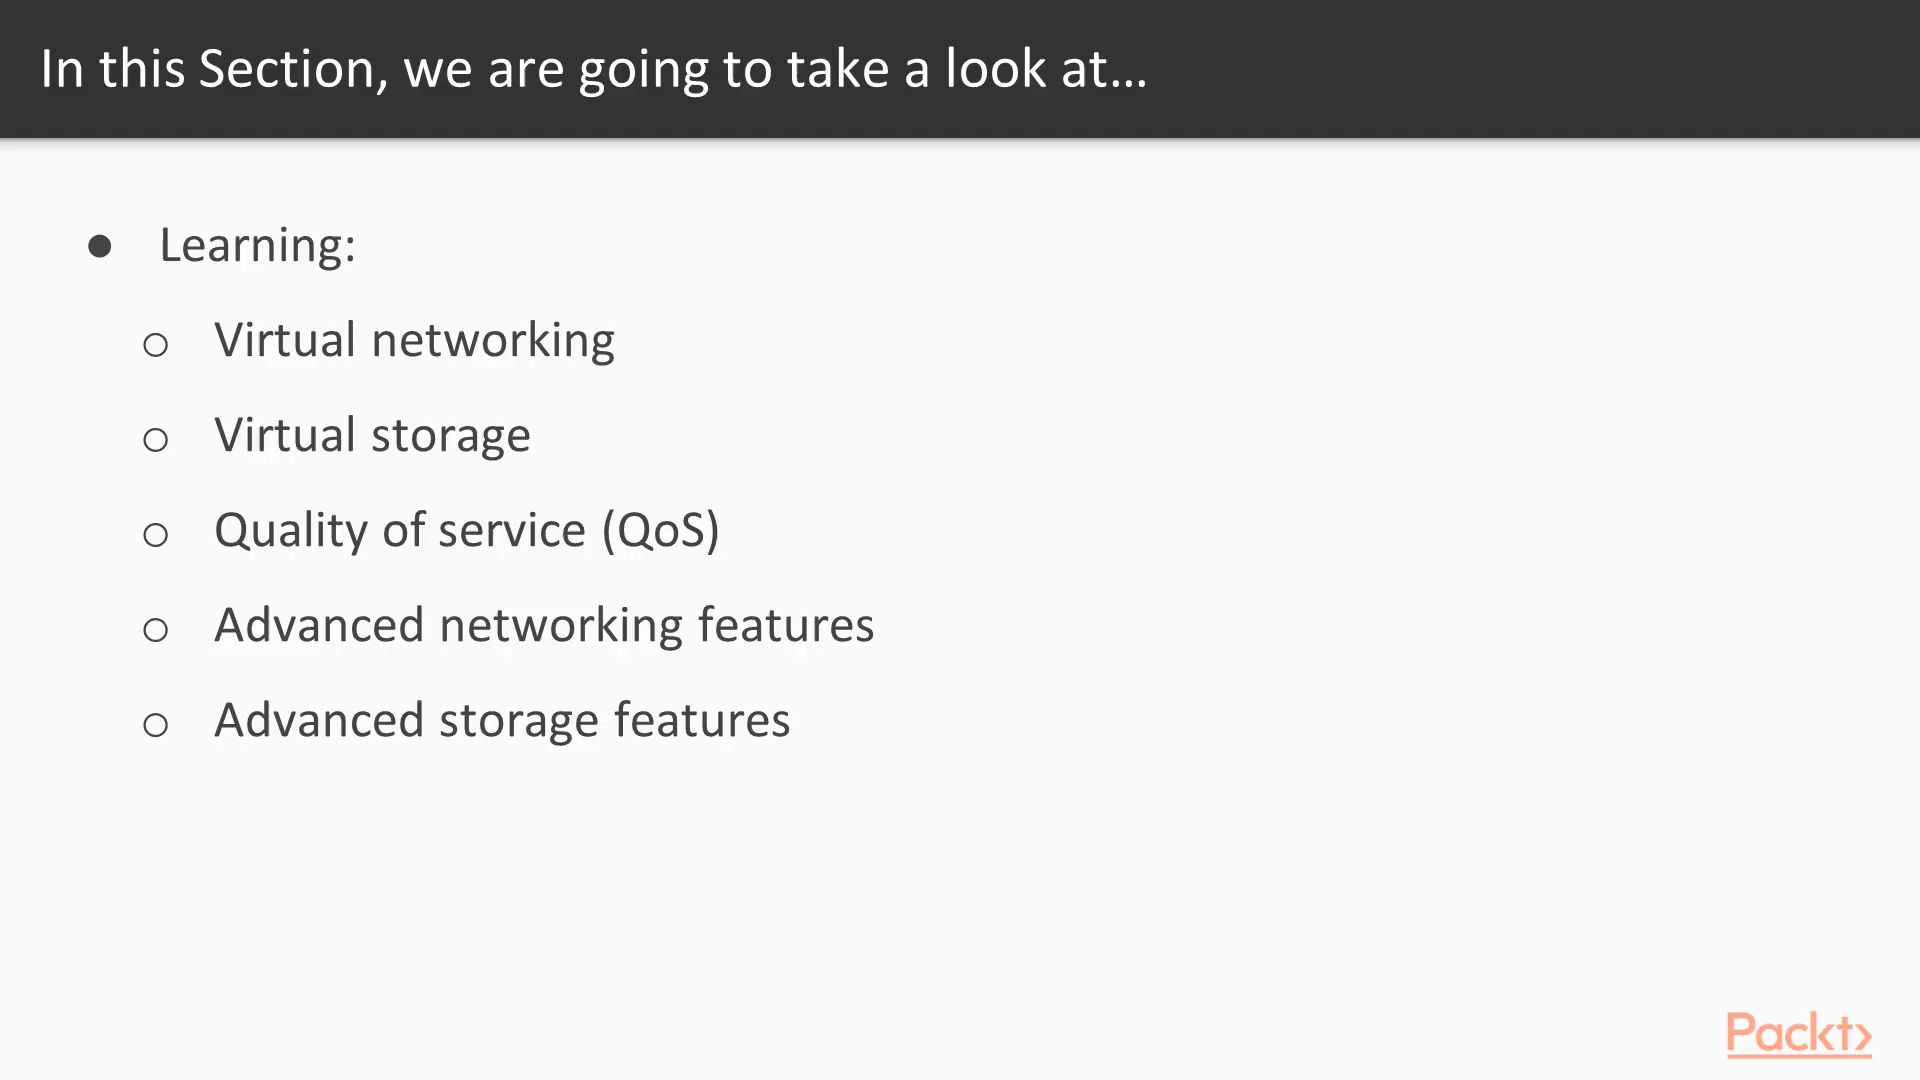 In this Section, we are going to take a look at...
● Learning:
○ Virtual networking
○ Virtual storage
○ Quality of service (QoS)
○ Advanced networking features
○ Advanced storage features
Packt>